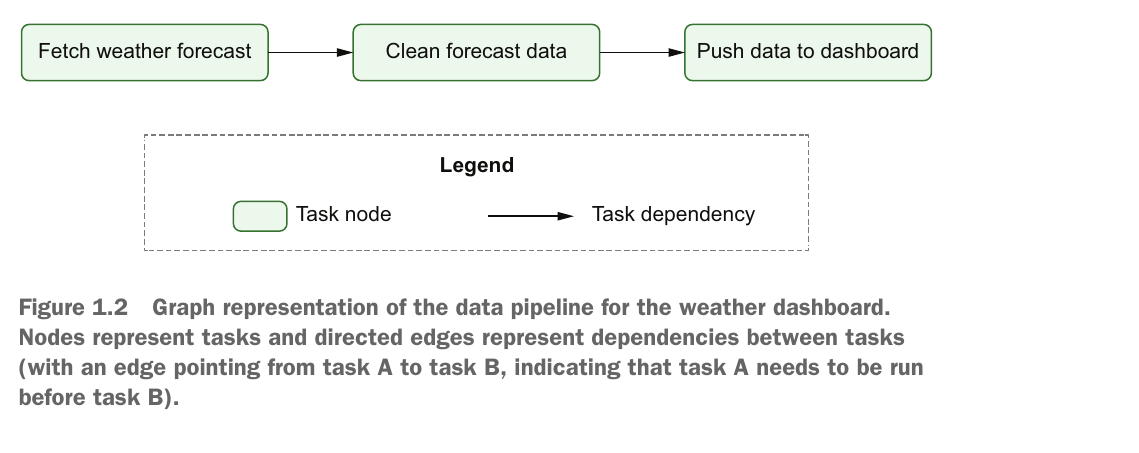 Fetch weather forecast
Clean forecast data
Push data to dashboard
Legend
Task node
Task dependency
Figure 1.2 Graph representation of the data pipeline for the weather dashboard.
Nodes represent tasks and directed edges represent dependencies between tasks
(with an edge pointing from task A to task B, indicating that task A needs to be run
before task B).